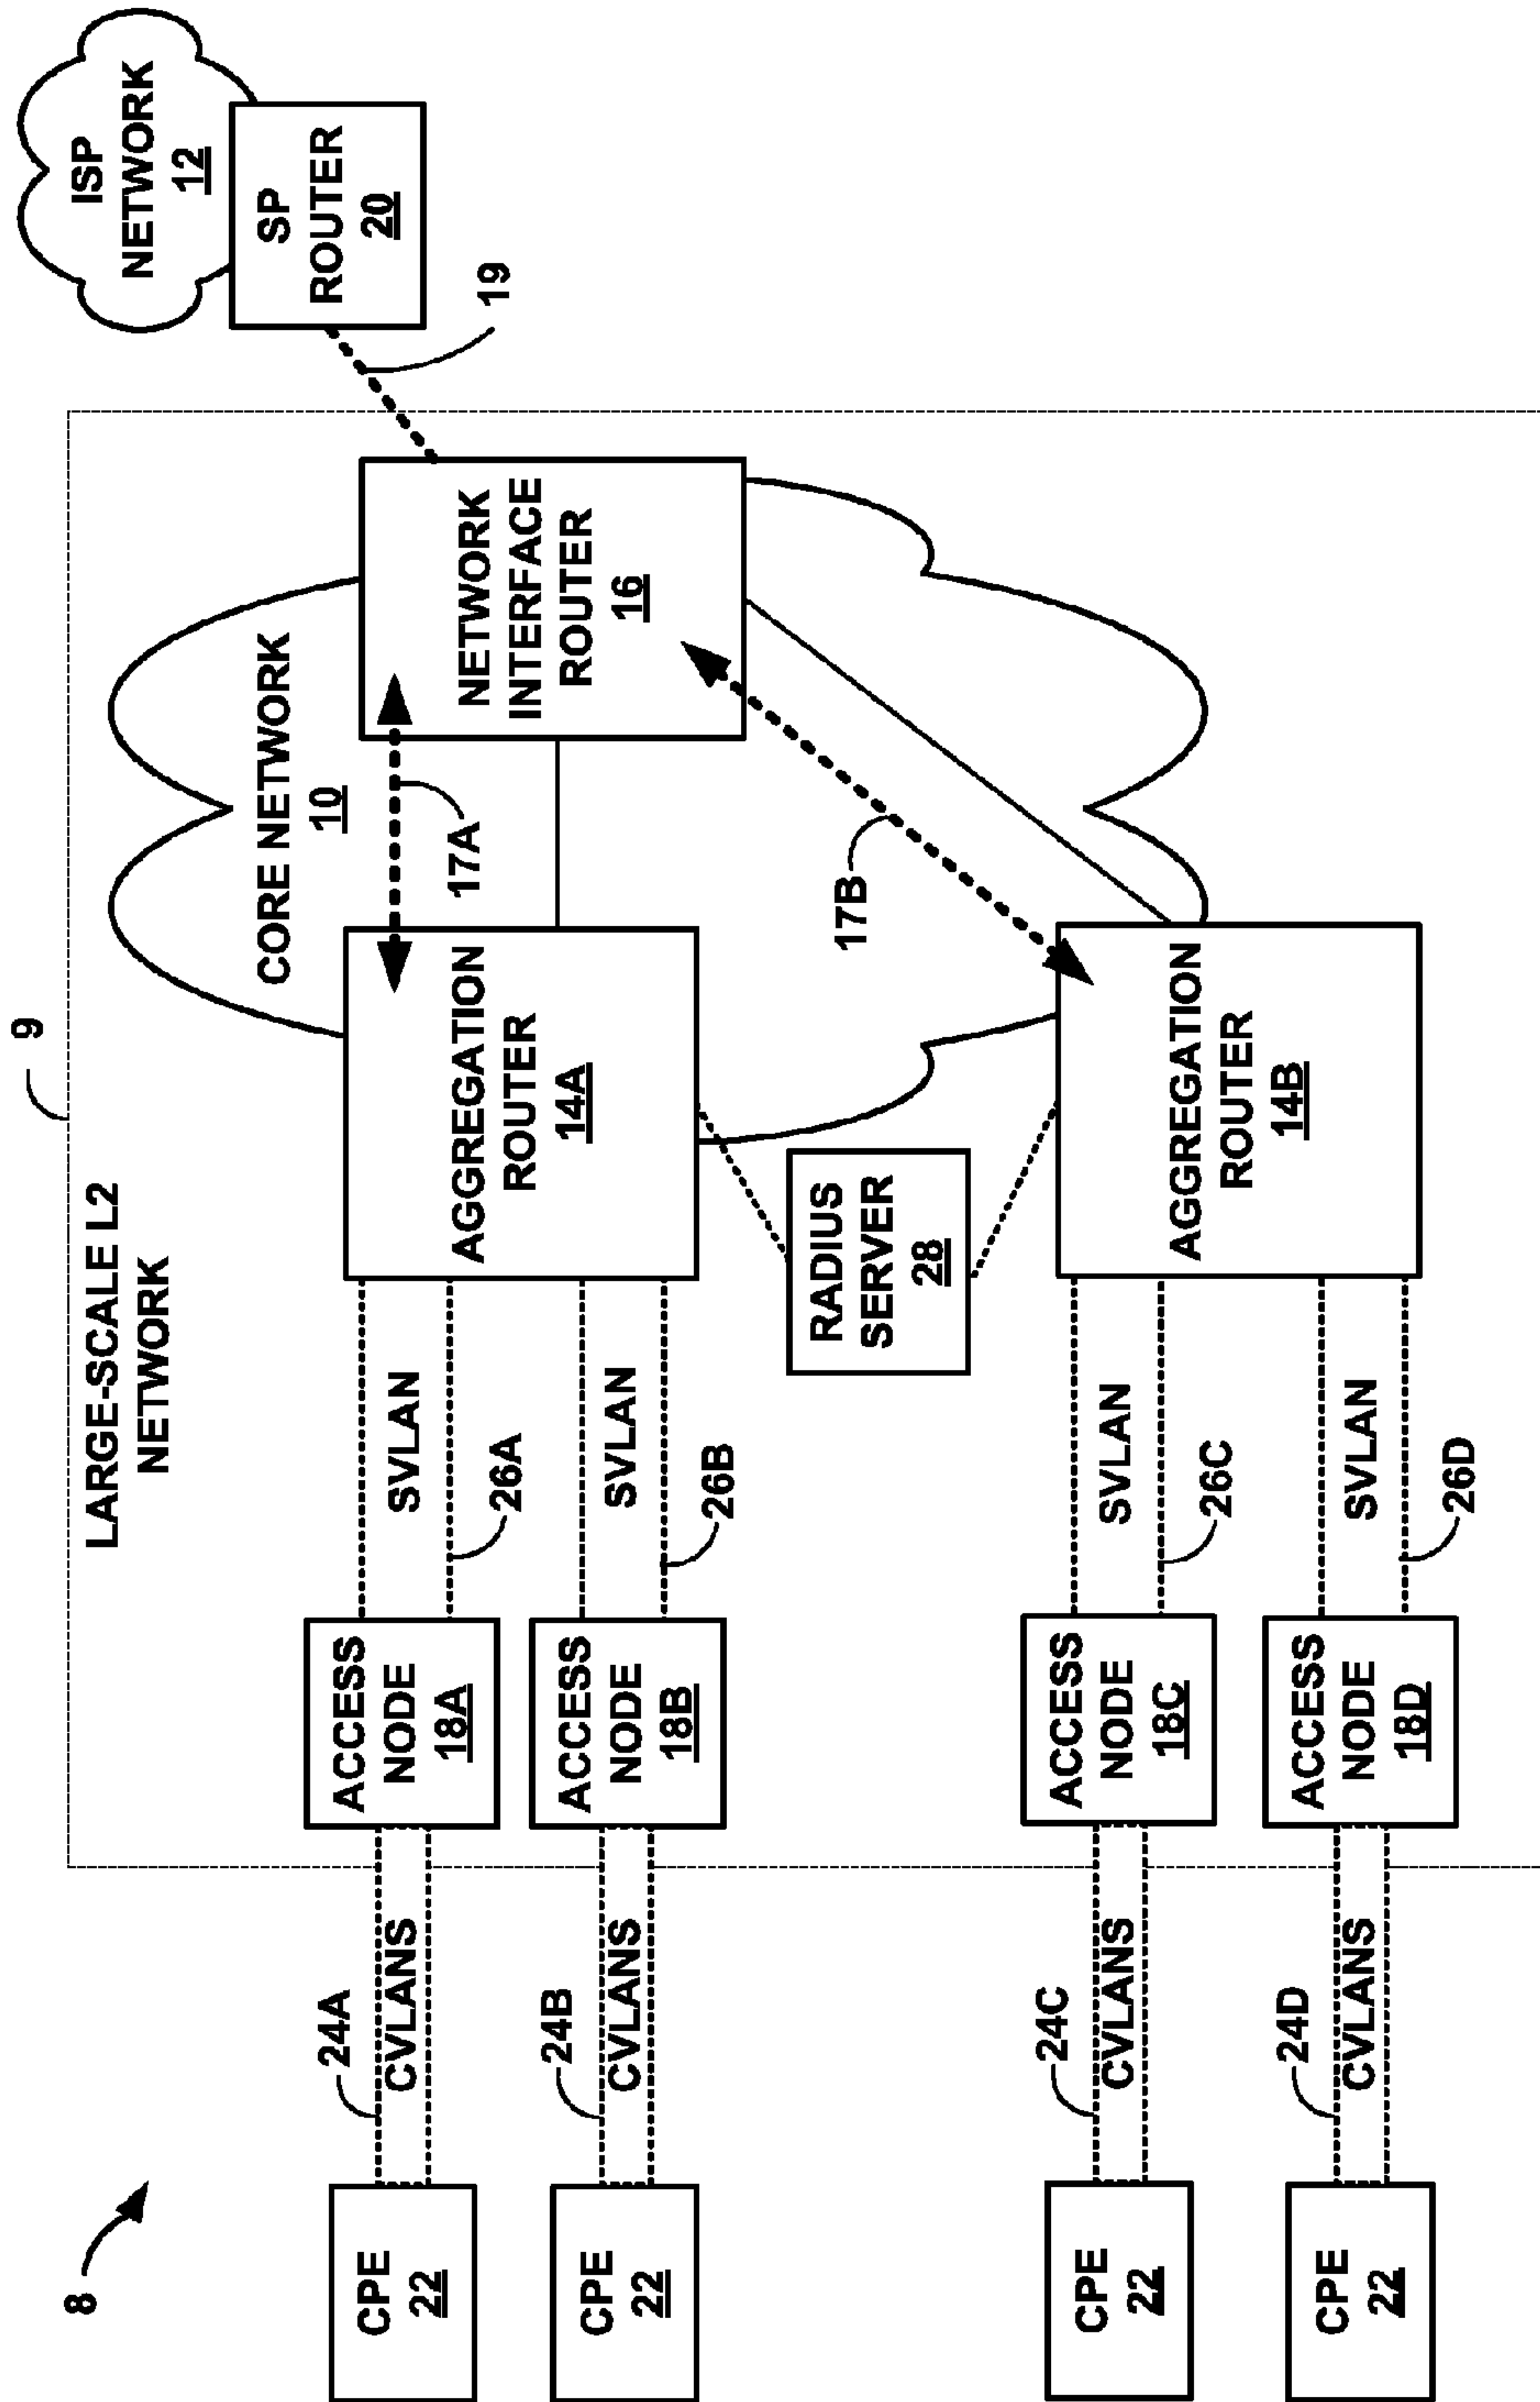 8
9
LARGE-SCALE L2
NETWORK
ISP
NETWORK
12
SP
ROUTER
20
19
CORE NETWORK
10
NETWORK
INTERFACE
ROUTER
16
17A
17B
AGGREGATION
ROUTER
14A
AGGREGATION
ROUTER
14B
RADIUS
SERVER
28
SVLAN
26A
SVLAN
26B
SVLAN
26C
SVLAN
26D
ACCESS
NODE
18A
ACCESS
NODE
18B
ACCESS
NODE
18C
ACCESS
NODE
18D
24A
CVLANS
24B
CVLANS
24C
CVLANS
24D
CVLANS
CPE
22
CPE
22
CPE
22
CPE
22